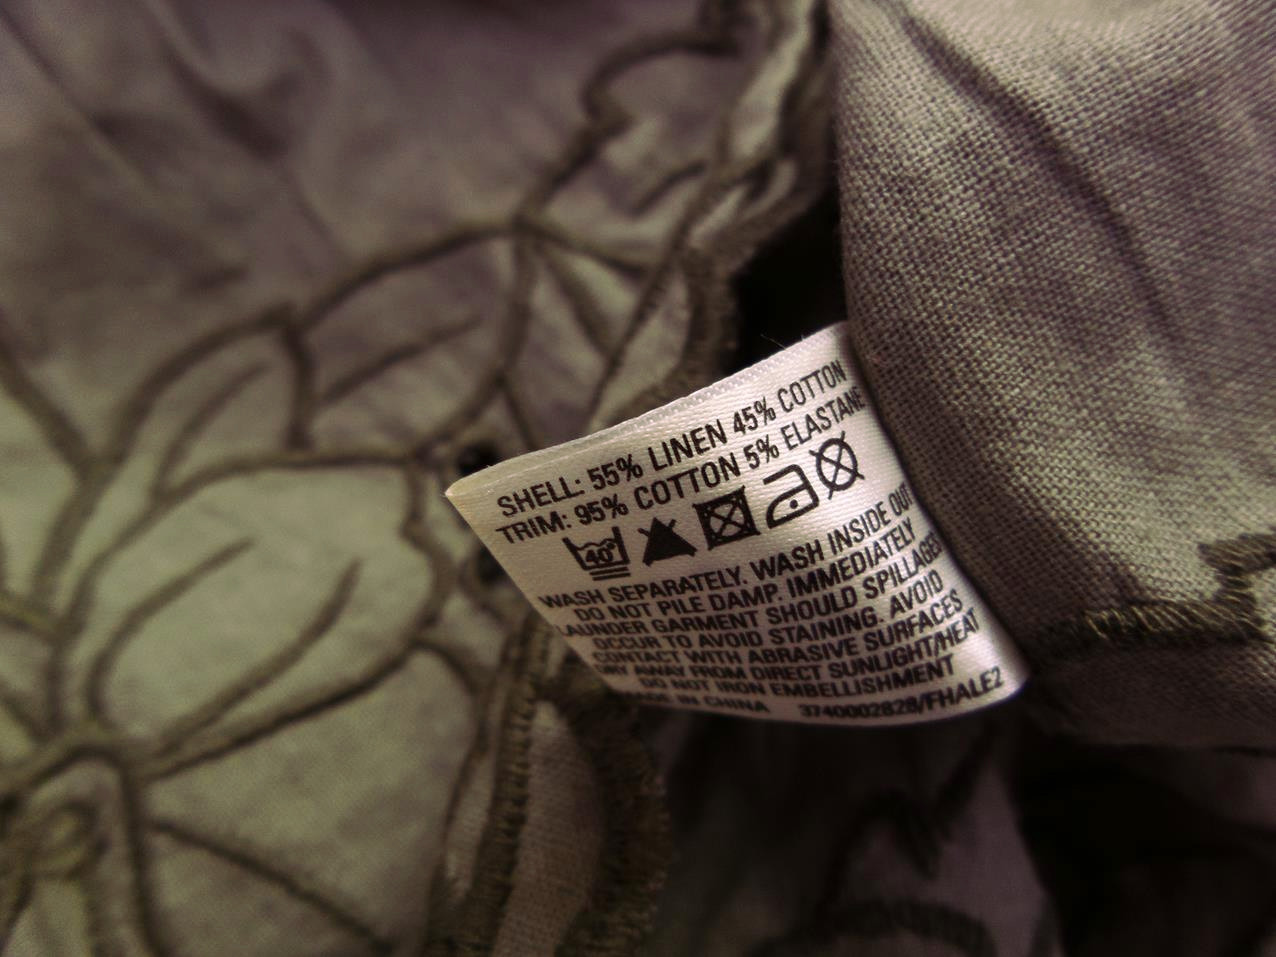 SHELL: 55% LINEN 45% COTTON
TRIM: 95% COTTON 5% ELASTANE
40°
WASH SEPARATELY. WASH INSIDE OUT
DO NOT PILE DAMP. IMMEDIATELY
LAUNDER GARMENT SHOULD SPILLAGE
OCCUR TO AVOID STAINING. AVOID
CONTACT WITH ABRASIVE SURFACES
DRY AWAY FROM DIRECT SUNLIGHT/HEAT
DO NOT IRON EMBELLISHMENT
MADE IN CHINA 3740002828/FHALE2